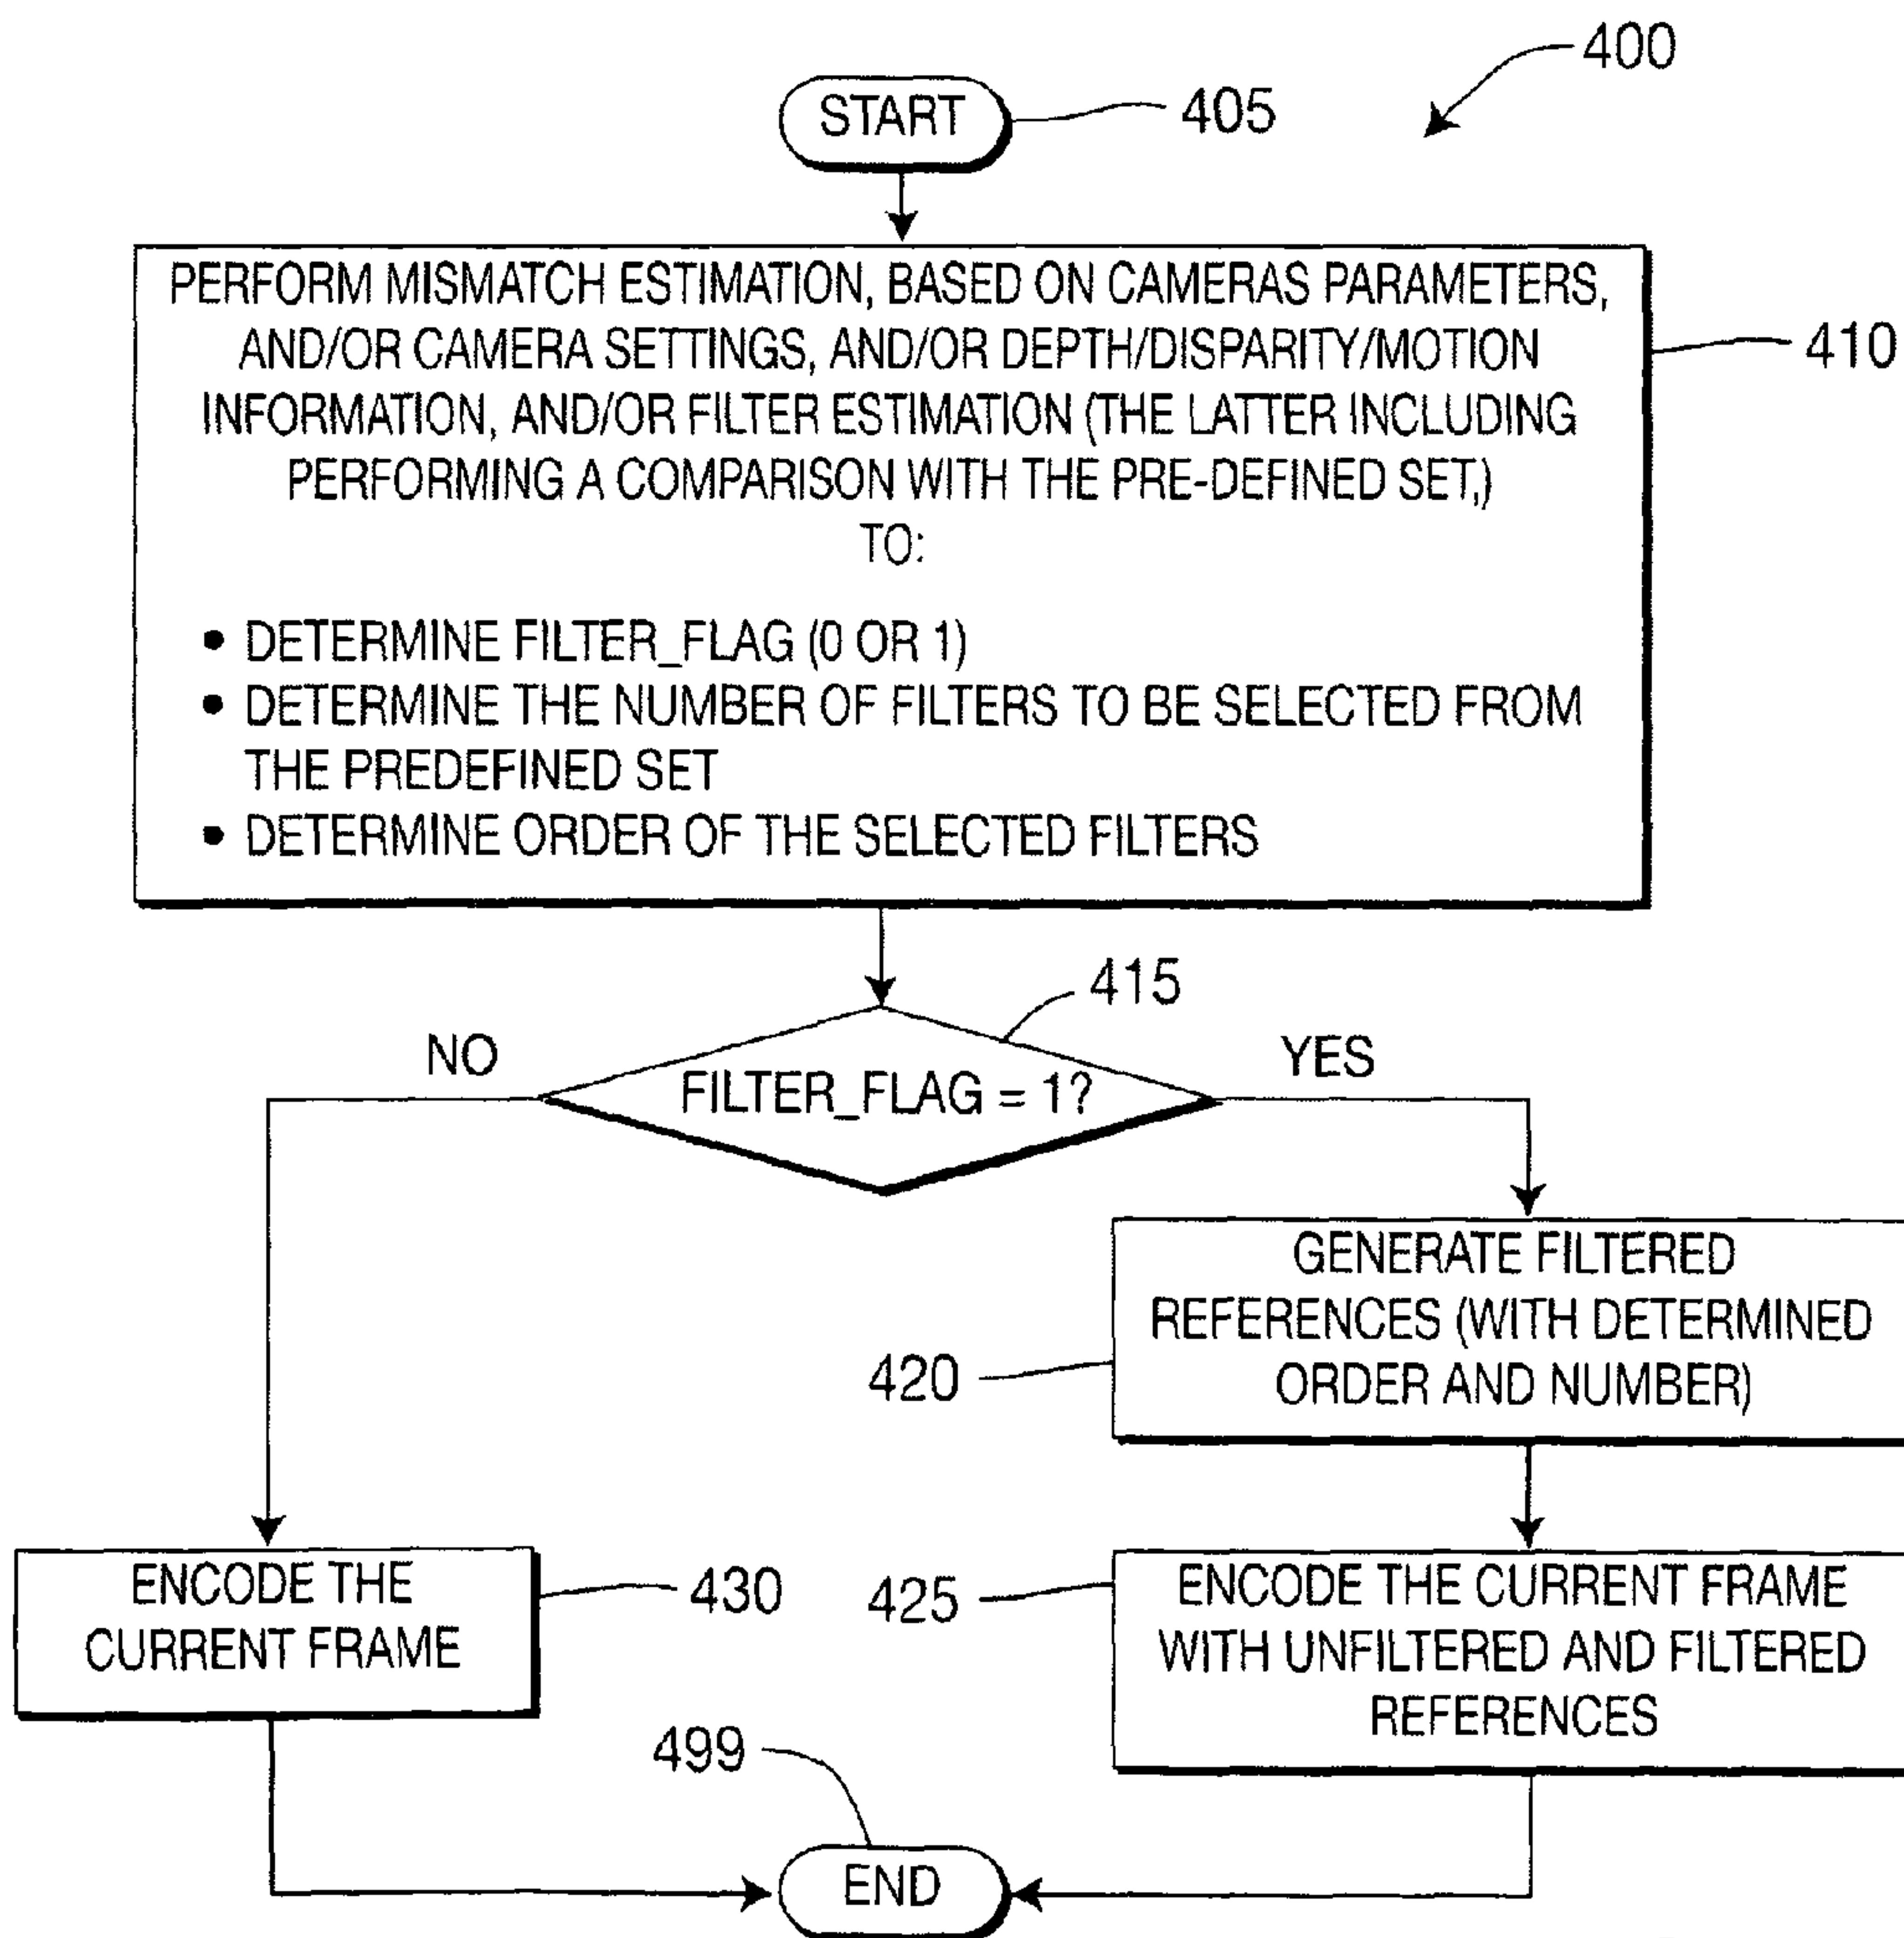 400
START
405
PERFORM MISMATCH ESTIMATION, BASED ON CAMERAS PARAMETERS,
AND/OR CAMERA SETTINGS, AND/OR DEPTH/DISPARITY/MOTION
INFORMATION, AND/OR FILTER ESTIMATION (THE LATTER INCLUDING
PERFORMING A COMPARISON WITH THE PRE-DEFINED SET,)
TO:
410
• DETERMINE FILTER_FLAG (0 OR 1)
• DETERMINE THE NUMBER OF FILTERS TO BE SELECTED FROM
THE PREDEFINED SET
• DETERMINE ORDER OF THE SELECTED FILTERS
415
NO
YES
FILTER_FLAG = 1?
GENERATE FILTERED
REFERENCES (WITH DETERMINED
ORDER AND NUMBER)
420
ENCODE THE
CURRENT FRAME
430
425
ENCODE THE CURRENT FRAME
WITH UNFILTERED AND FILTERED
REFERENCES
499
END